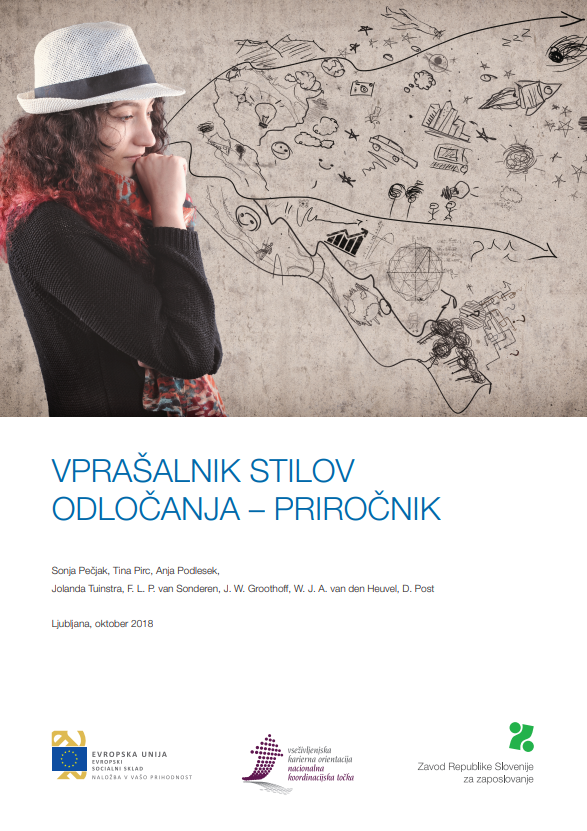 zzz
VPRAŠALNIK STILOV
ODLOČANJA – PRIROČNIK
Sonja Pečjak, Tina Pirc, Anja Podlesek,
Jolanda Tuinstra, F. L. P. van Sonderen, J. W. Groothoff, W. J. A. van den Heuvel, D. Post
Ljubljana, oktober 2018
EVROPSKA UNIJA
EVROPSKI
SOCIALNI SKLAD
NALOŽBA V VAŠO PRIHODNOST
vseživljenjska
karierna orientacija
nacionalna
koordinacijska točka
Zavod Republike Slovenije
za zaposlovanje